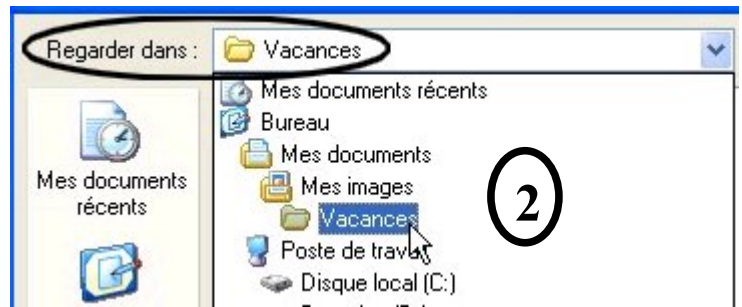 Regarder dans :
Vacances
Mes documents récents
Bureau
Mes documents
Mes images
Vacances
Poste de travail
Disque local (C:)
Mes documents
récents
2